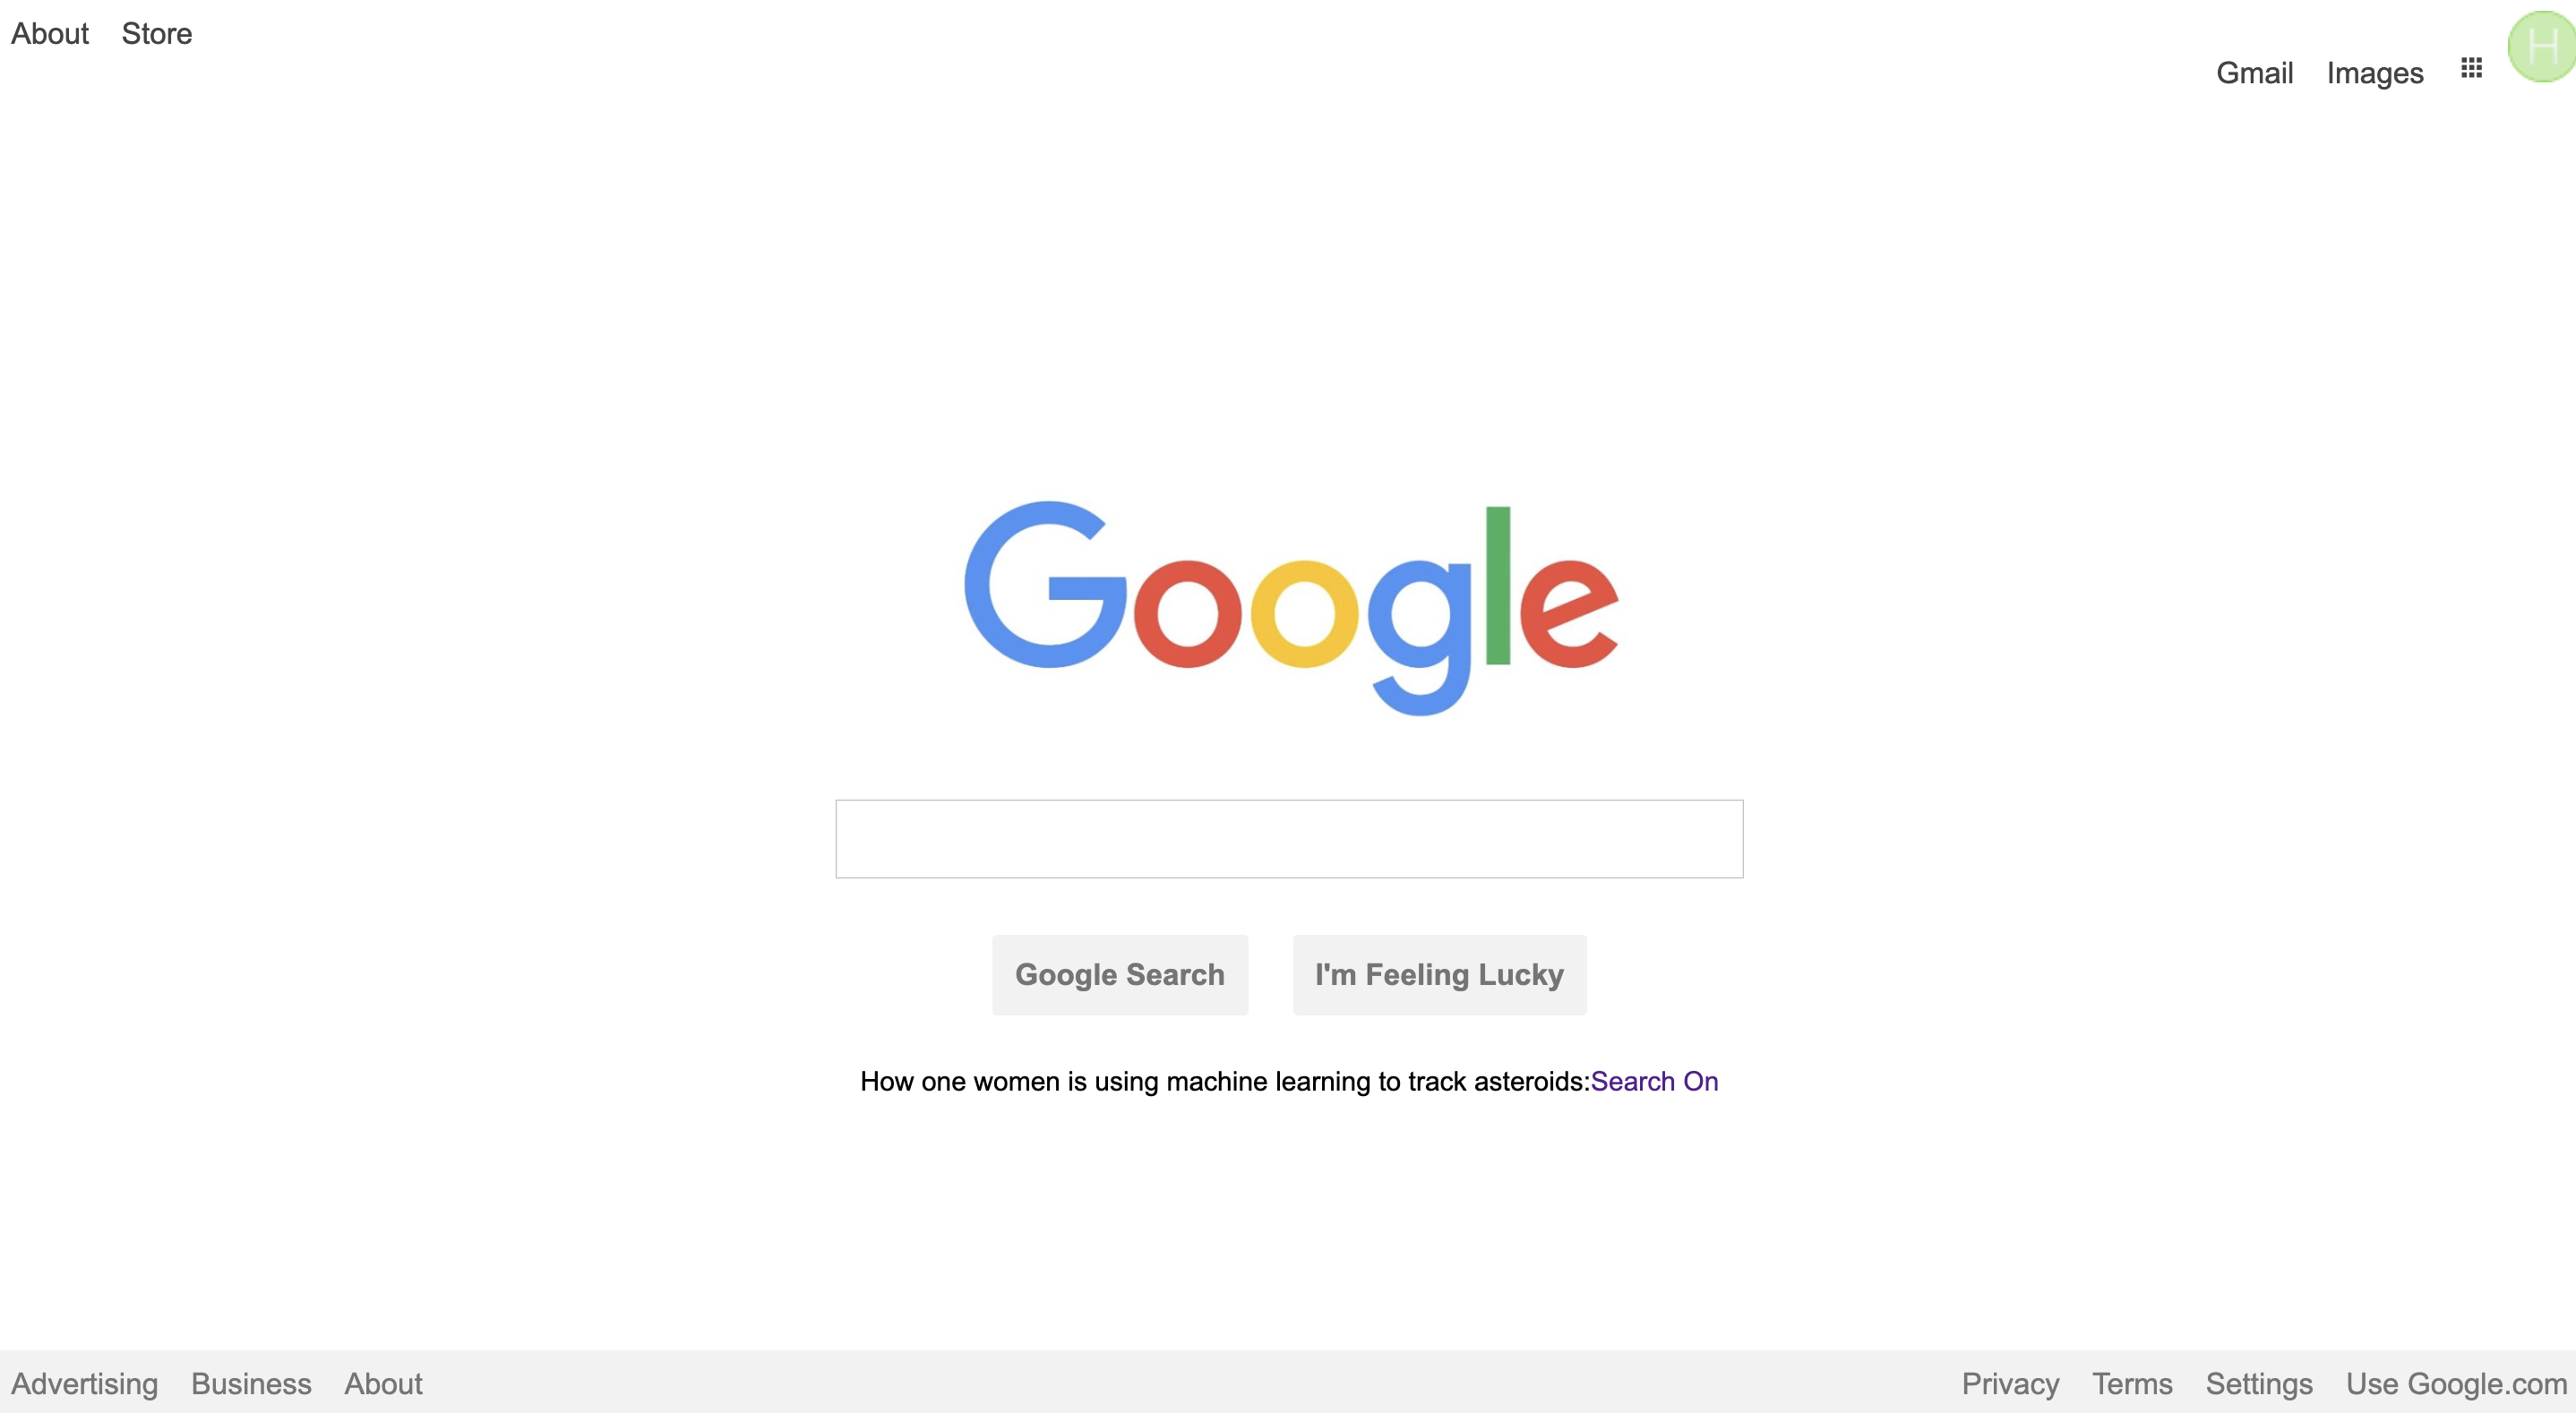 About Store
Gmail Images H
Google
Google Search I'm Feeling Lucky
How one women is using machine learning to track asteroids:Search On
Advertising Business About Privacy Terms Settings Use Google.com